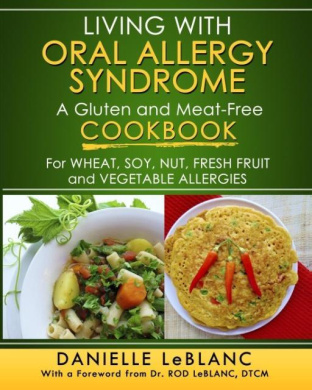 LIVING WITH
ORAL ALLERGY
SYNDROME
A Gluten and Meat-Free
COOKBOOK
For WHEAT, SOY, NUT, FRESH FRUIT
and VEGETABLE ALLERGIES
DANIELLE LeBLANC
With a Foreword from Dr. ROD LeBLANC, DTCM